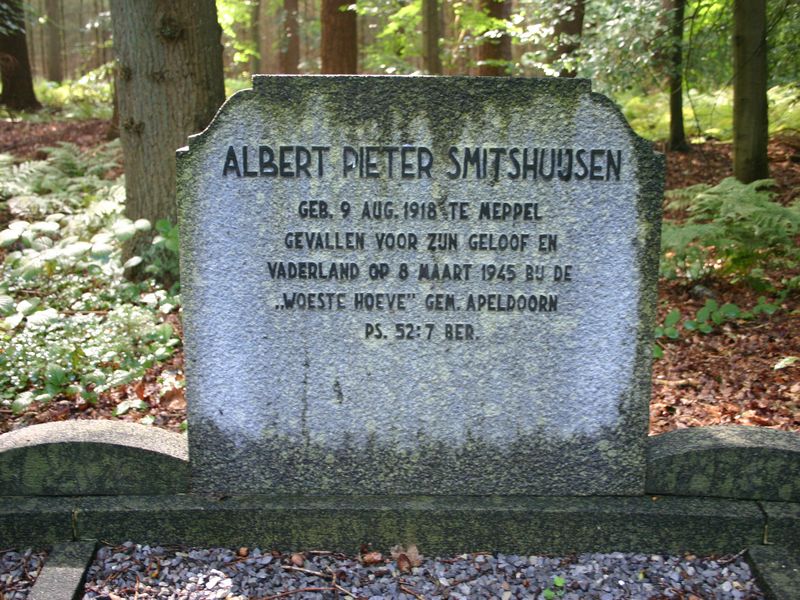 ALBERT PIETER SMITSHUIJSEN
GEB. 9 AUG. 1918 TE MEPPEL
GEVALLEN VOOR ZIJN GELOOF EN
VADERLAND OP 8 MAART 1945 BIJ DE
„WOESTE HOEVE" GEM. APELDOORN
PS. 52:7 BER.